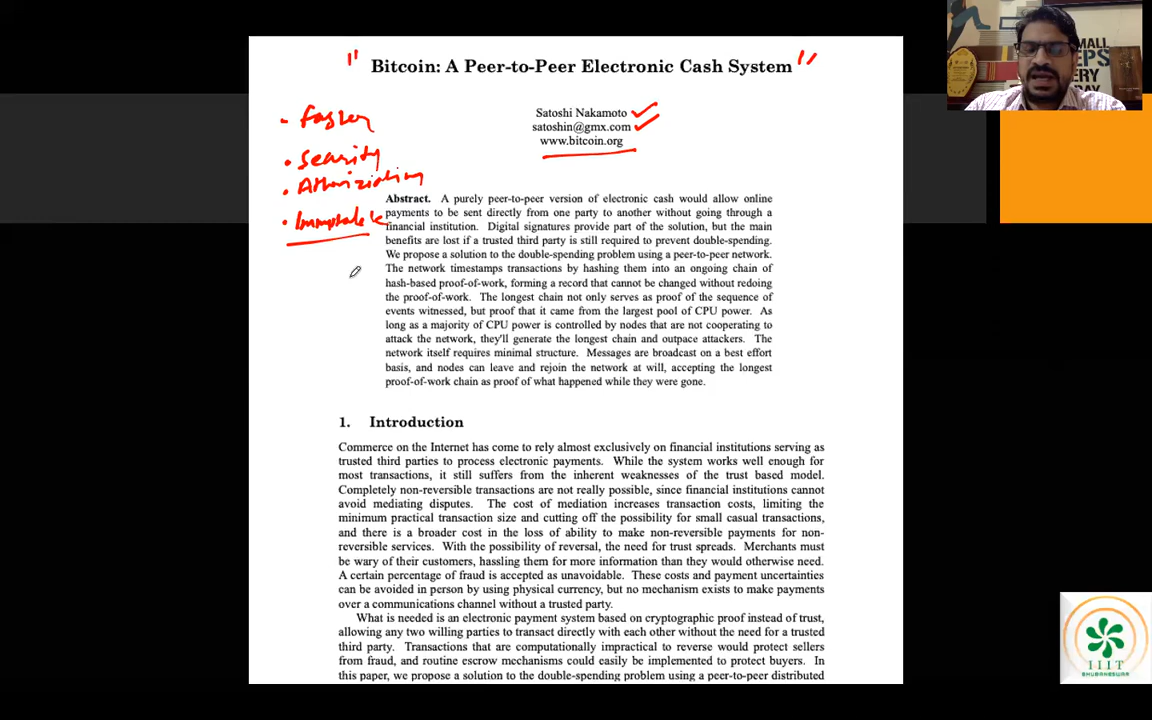 " Bitcoin: A Peer-to-Peer Electronic Cash System "
Satoshi Nakamoto
satoshin@gmx.com
www.bitcoin.org
• Faster
• Security
Abstract. A purely peer-to-peer version of electronic cash would allow online
payments to be sent directly from one party to another without going through a
financial institution. Digital signatures provide part of the solution, but the main
benefits are lost if a trusted third party is still required to prevent double-spending.
We propose a solution to the double-spending problem using a peer-to-peer network.
The network timestamps transactions by hashing them into an ongoing chain of
hash-based proof-of-work, forming a record that cannot be changed without redoing
the proof-of-work. The longest chain not only serves as proof of the sequence of
events witnessed, but proof that it came from the largest pool of CPU power. As
long as a majority of CPU power is controlled by nodes that are not cooperating to
attack the network, they'll generate the longest chain and outpace attackers. The
network itself requires minimal structure. Messages are broadcast on a best effort
basis, and nodes can leave and rejoin the network at will, accepting the longest
proof-of-work chain as proof of what happened while they were gone.
1. Introduction
Commerce on the Internet has come to rely almost exclusively on financial institutions serving as
trusted third parties to process electronic payments. While the system works well enough for
most transactions, it still suffers from the inherent weaknesses of the trust based model.
Completely non-reversible transactions are not really possible, since financial institutions cannot
avoid mediating disputes. The cost of mediation increases transaction costs, limiting the
minimum practical transaction size and cutting off the possibility for small casual transactions,
and there is a broader cost in the loss of ability to make non-reversible payments for non-
reversible services. With the possibility of reversal, the need for trust spreads. Merchants must
be wary of their customers, hassling them for more information than they would otherwise need.
A certain percentage of fraud is accepted as unavoidable. These costs and payment uncertainties
can be avoided in person by using physical currency, but no mechanism exists to make payments
over a communications channel without a trusted party.
What is needed is an electronic payment system based on cryptographic proof instead of trust,
allowing any two willing parties to transact directly with each other without the need for a trusted
third party. Transactions that are computationally impractical to reverse would protect sellers
from fraud, and routine escrow mechanisms could easily be implemented to protect buyers. In
this paper, we propose a solution to the double-spending problem using a peer-to-peer distributed
SMALL
EPS
ERY
DAY
IIIT
BHUBANESWAR